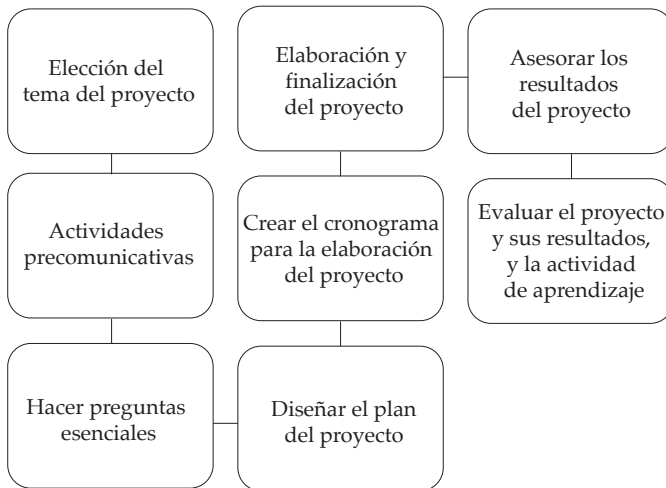 Elección del
tema del proyecto
Actividades
precomunicativas
Hacer preguntas
esenciales
Diseñar el plan
del proyecto
Crear el cronograma
para la elaboración
del proyecto
Elaboración y
finalización
del proyecto
Asesorar los
resultados
del proyecto
Evaluar el proyecto
y sus resultados,
y la actividad
de aprendizaje